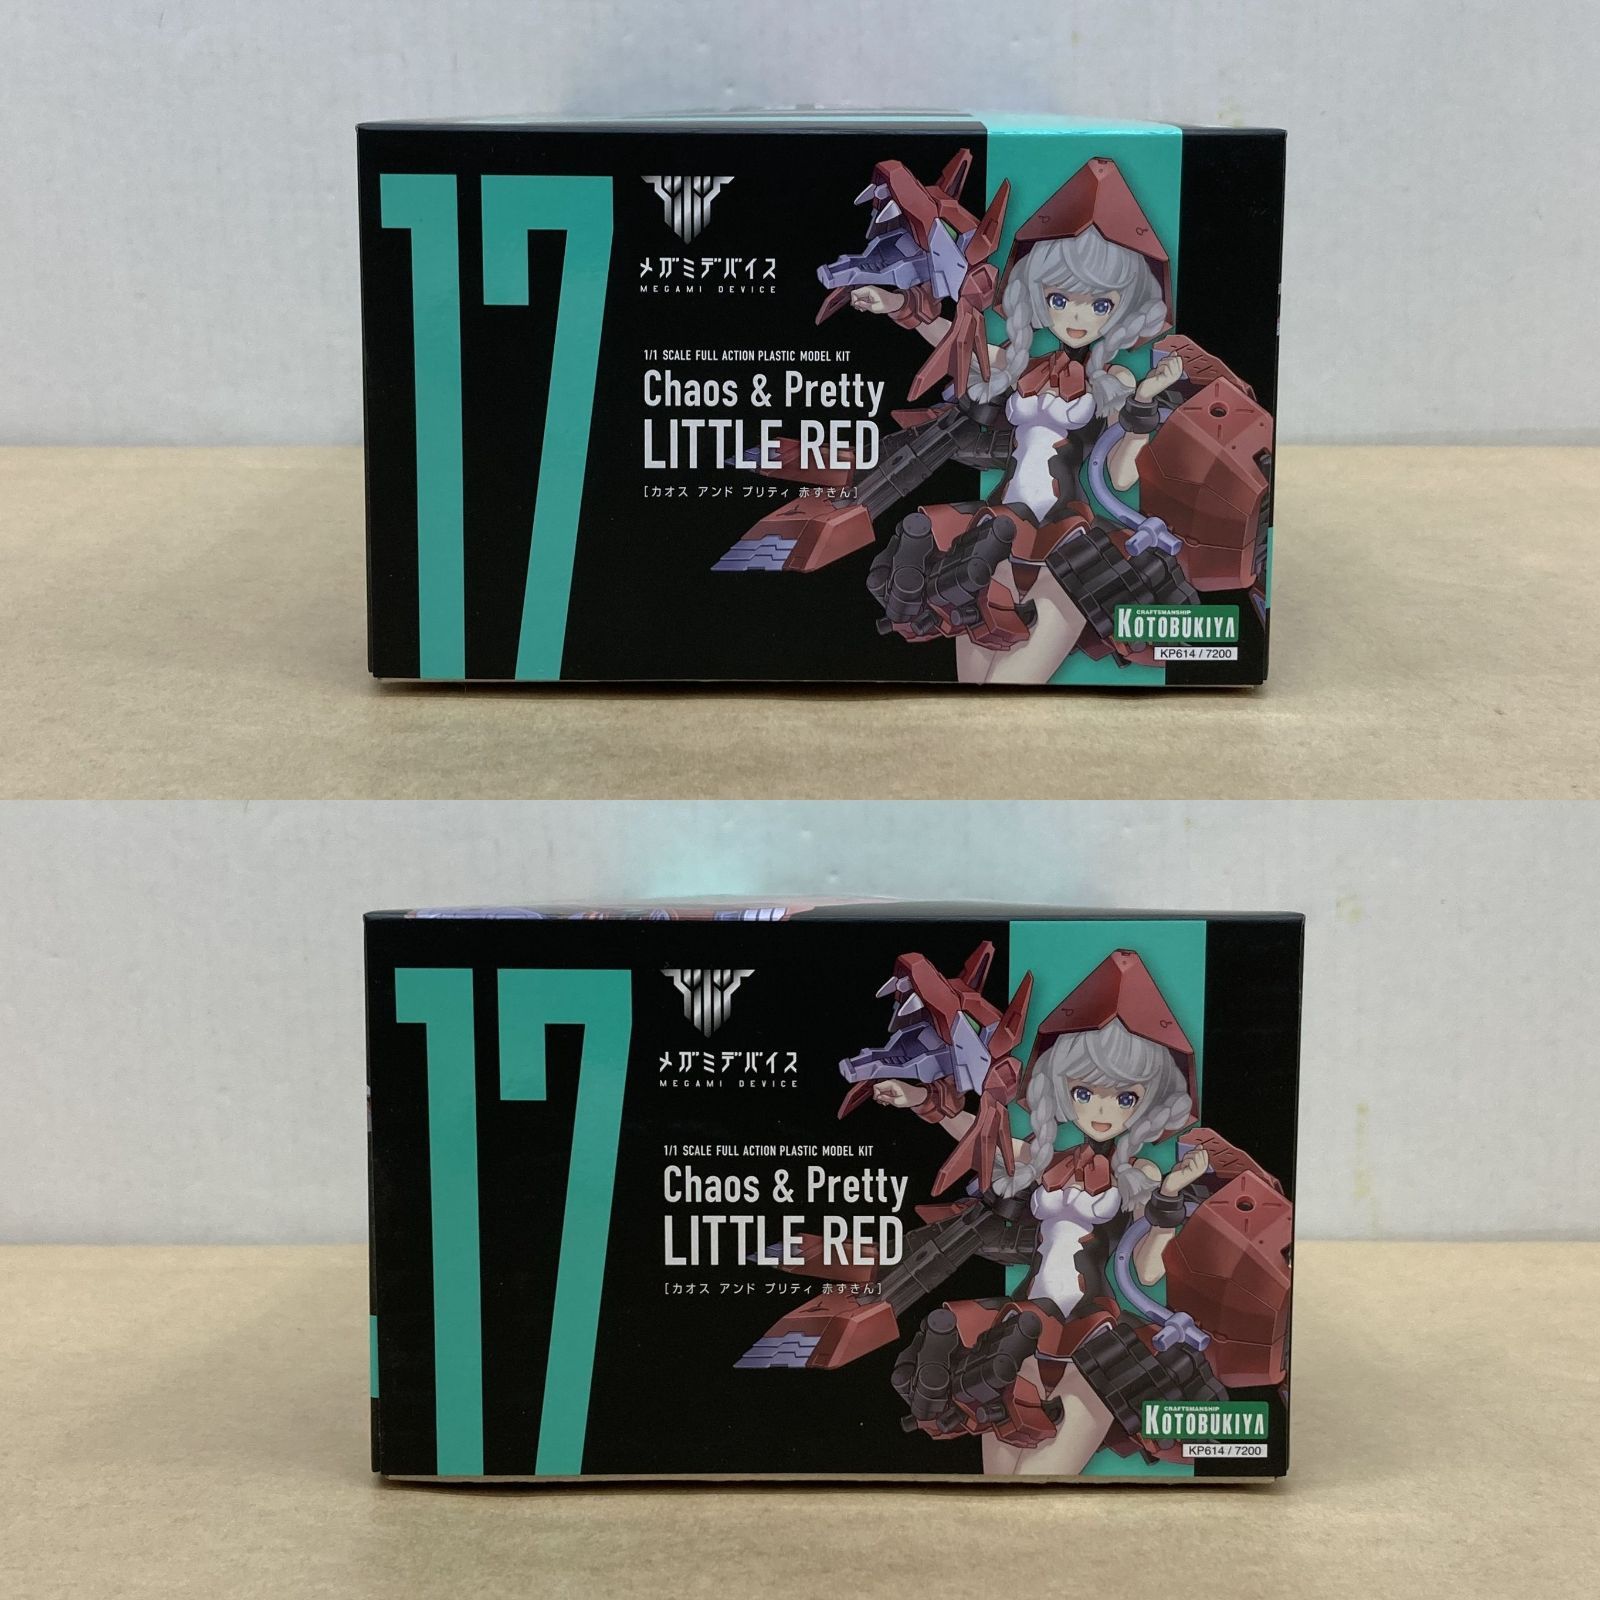 17
メガミデバイス
MEGAMI DEVICE
1/1 SCALE FULL ACTION PLASTIC MODEL KIT
Chaos & Pretty
LITTLE RED
[カオス アンド プリティ 赤ずきん]
CRAFTSMANSHIP
KOTOBUKIYA
KP614 / 7200
17
メガミデバイス
MEGAMI DEVICE
1/1 SCALE FULL ACTION PLASTIC MODEL KIT
Chaos & Pretty
LITTLE RED
[カオス アンド プリティ 赤ずきん]
CRAFTSMANSHIP
KOTOBUKIYA
KP614 / 7200